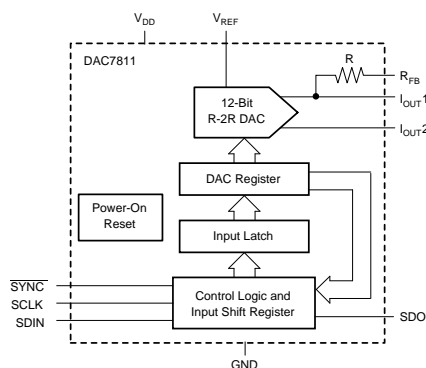 V_DD
V_REF
DAC7811
R
R_FB
12-Bit
R-2R DAC
I_OUT1
I_OUT2
DAC Register
Power-On
Reset
Input Latch
SYNC
SCLK
SDIN
Control Logic and
Input Shift Register
SDO
GND